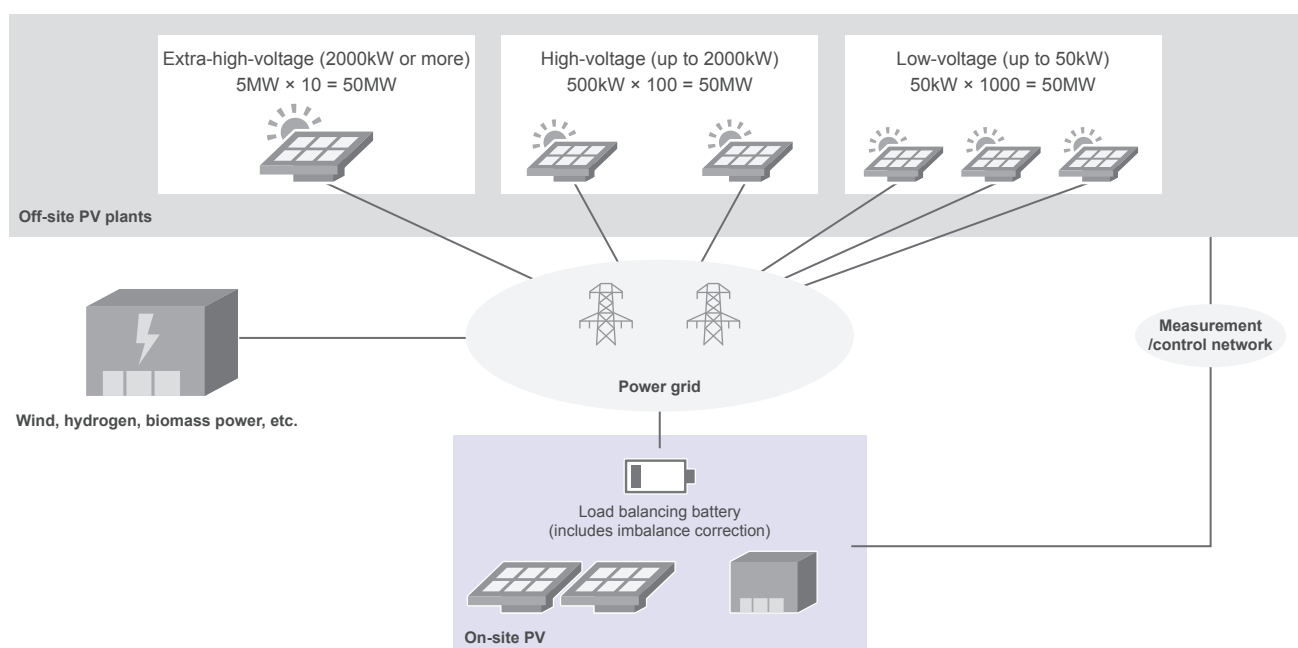 Extra-high-voltage (2000kW or more)
5MW × 10 = 50MW
High-voltage (up to 2000kW)
500kW × 100 = 50MW
Low-voltage (up to 50kW)
50kW × 1000 = 50MW
Off-site PV plants
Measurement
/control network
Power grid
Wind, hydrogen, biomass power, etc.
Load balancing battery
(includes imbalance correction)
On-site PV